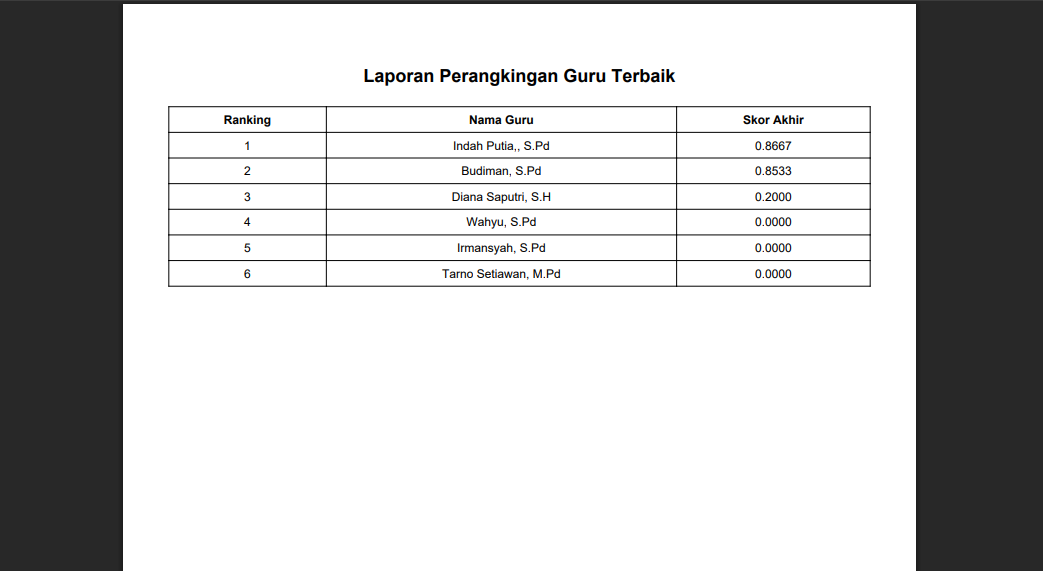 Laporan Perangkingan Guru Terbaik
Ranking Nama Guru Skor Akhir
1 Indah Putia,, S.Pd 0.8667
2 Budiman, S.Pd 0.8533
3 Diana Saputri, S.H 0.2000
4 Wahyu, S.Pd 0.0000
5 Irmansyah, S.Pd 0.0000
6 Tarno Setiawan, M.Pd 0.0000